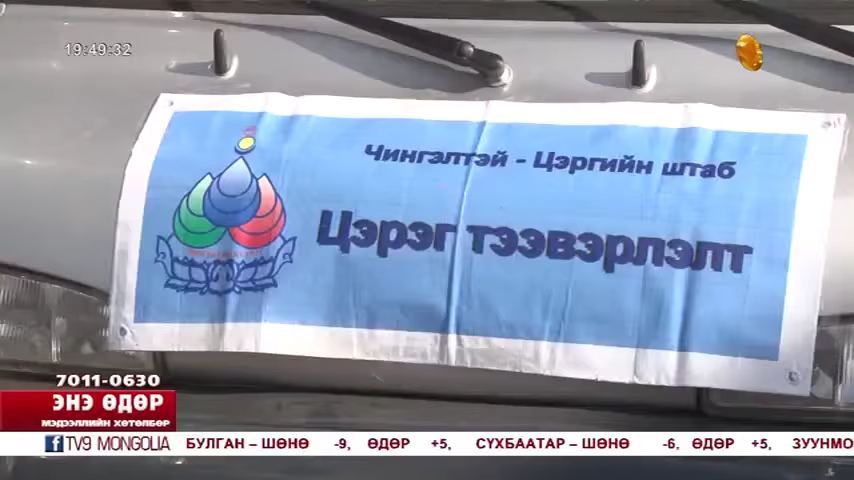 19:49:32
Чингэлтэй - Цэргийн штаб
Цэрэг тээвэрлэлт
7011-0630
ЭНЭ ӨДӨР
МЭДЭЭЛЛИЙН ХӨТӨЛБӨР
TV9 MONGOLIA БУЛГАН – ШӨНӨ -9, ӨДӨР +5, СҮХБААТАР – ШӨНӨ -6, ӨДӨР +5, ЗУУНМО